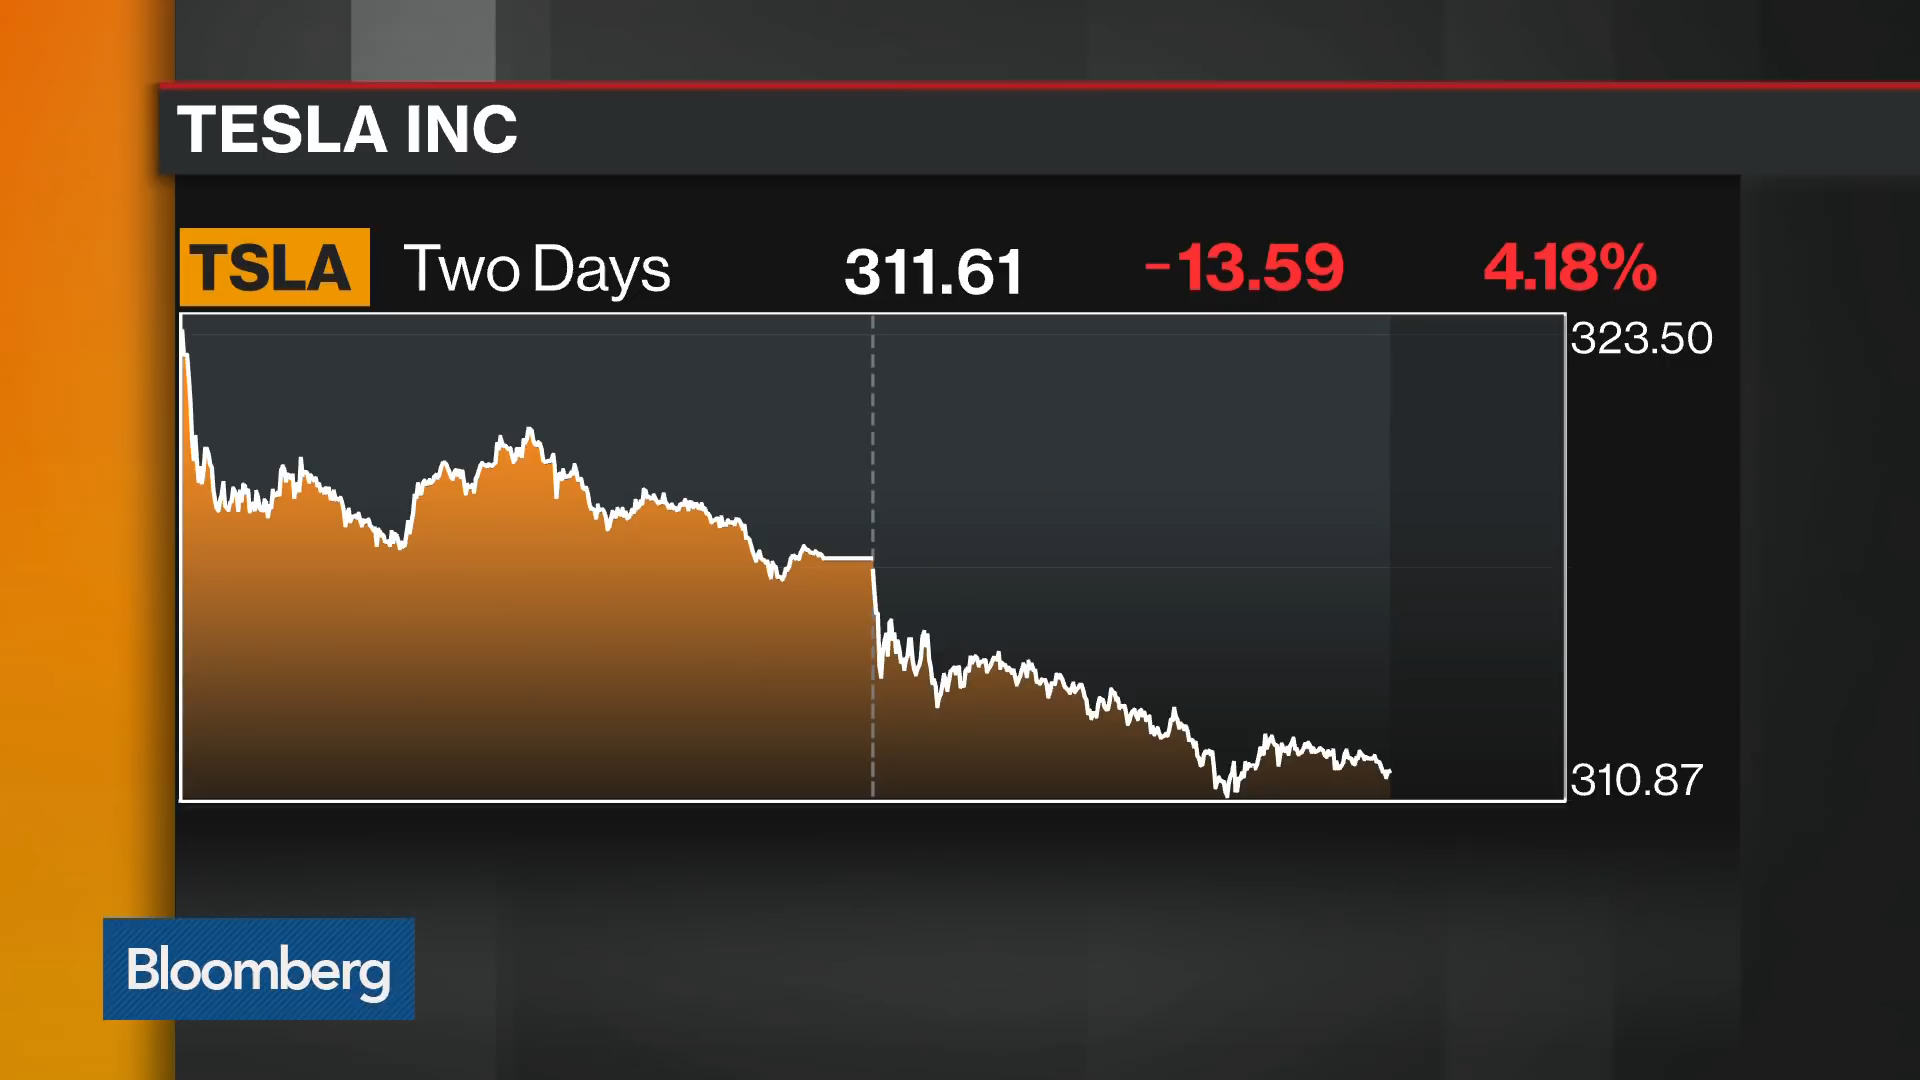 TESLA INC
TSLA Two Days 311.61 -13.59 4.18%
323.50
310.87
Bloomberg